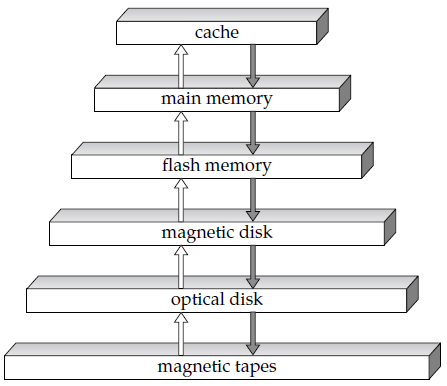 cache
main memory
flash memory
magnetic disk
optical disk
magnetic tapes